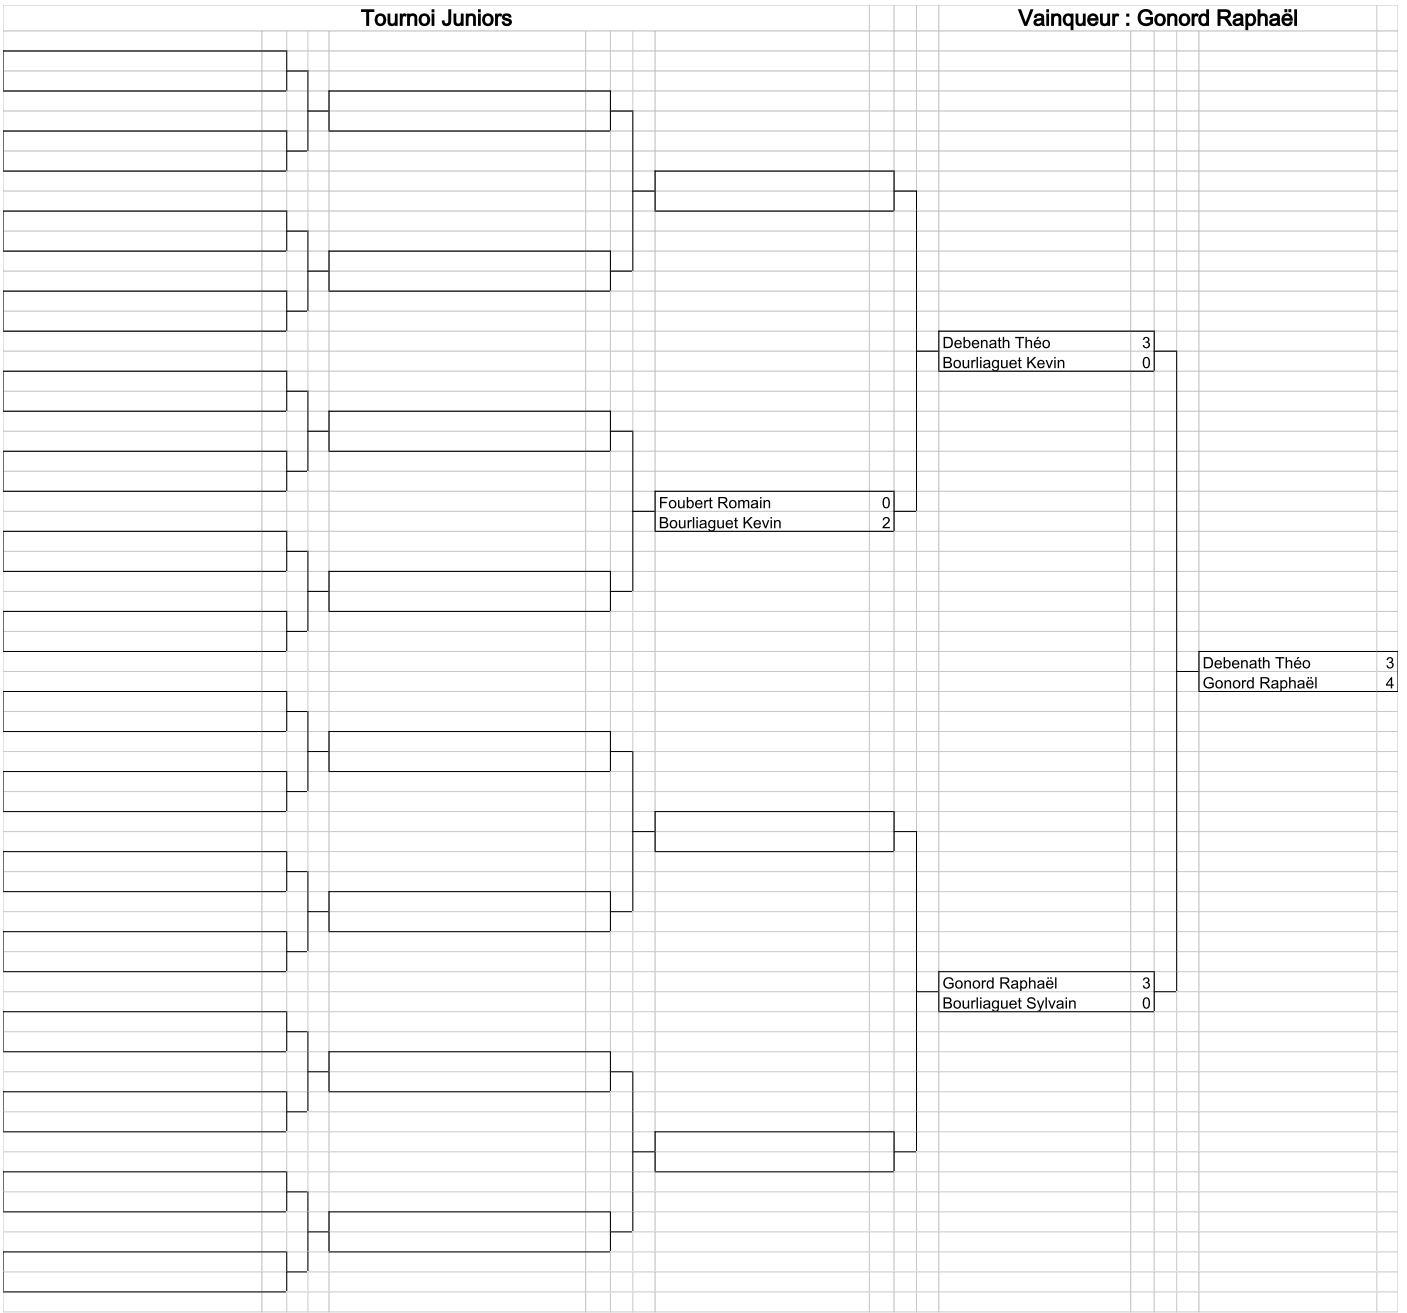 Tournoi Juniors
Vainqueur : Gonord Raphaël
Debenath Théo 3
Bourliaguet Kevin 0
Foubert Romain 0
Bourliaguet Kevin 2
Debenath Théo 3
Gonord Raphaël 4
Gonord Raphaël 3
Bourliaguet Sylvain 0